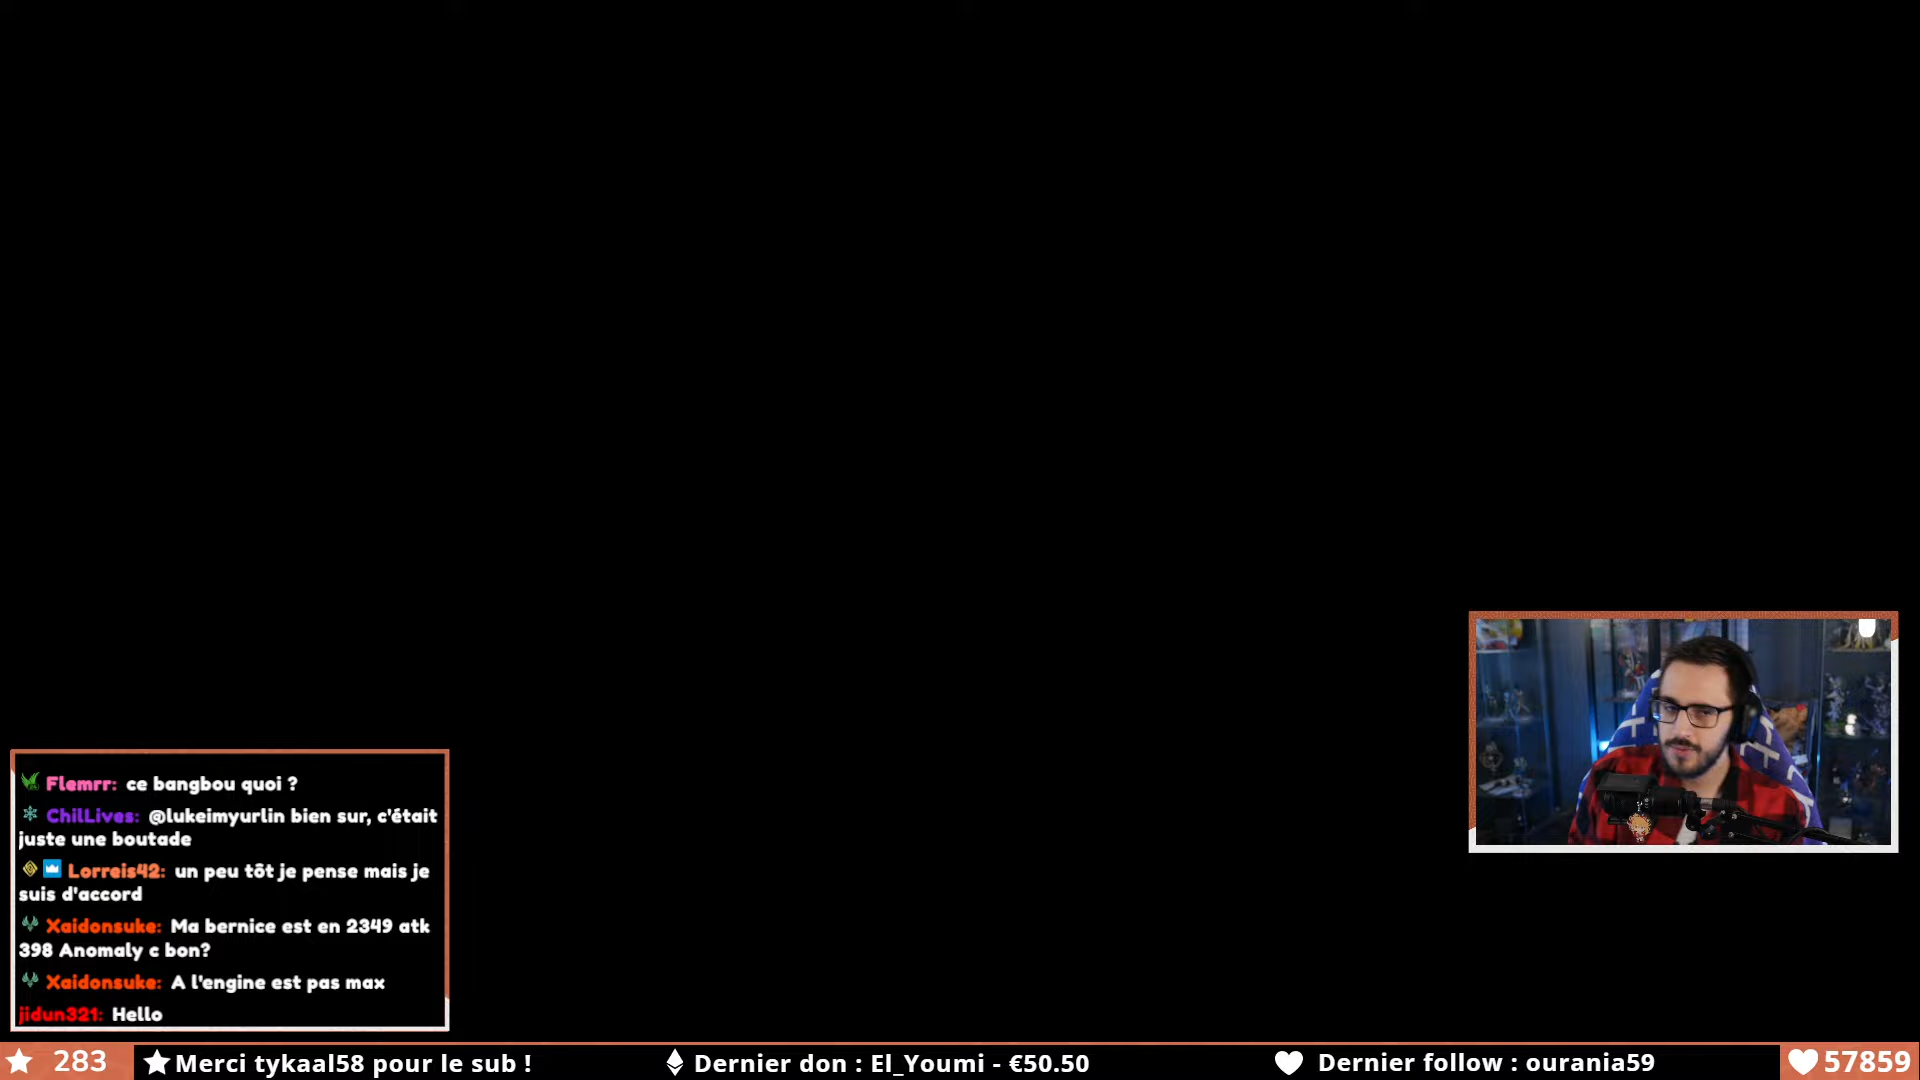 Flemrr: ce bangbou quoi ?
ChilLives: @lukeimyurlin bien sur, c'était
juste une boutade
Lorreis42: un peu tôt je pense mais je
suis d'accord
Xaidonsuke: Ma bernice est en 2349 atk
398 Anomaly c bon?
Xaidonsuke: A l'engine est pas max
jidun321: Hello
283
Merci tykaal58 pour le sub !
Dernier don : El_Youmi - €50.50
Dernier follow : ourania59
57859